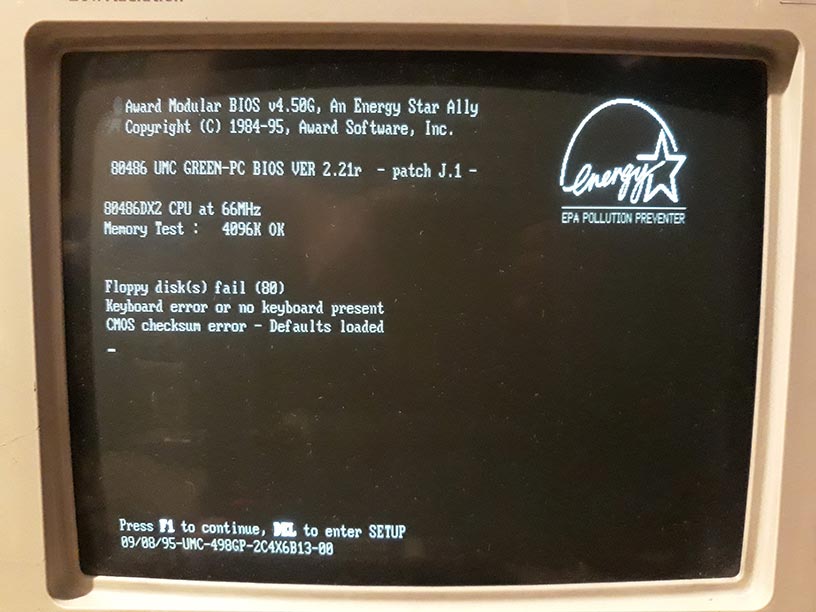 Award Modular BIOS v4.50G, An Energy Star Ally
Copyright (C) 1984-95, Award Software, Inc.
energy
EPA POLLUTION PREVENTER
80486 UMC GREEN-PC BIOS VER 2.21r - patch J.1 -
80486DX2 CPU at 66MHz
Memory Test : 4096K OK
Floppy disk(s) fail (80)
Keyboard error or no keyboard present
CMOS checksum error - Defaults loaded
Press F1 to continue, DEL to enter SETUP
09/08/95-UMC-498GP-2C4X6B13-00